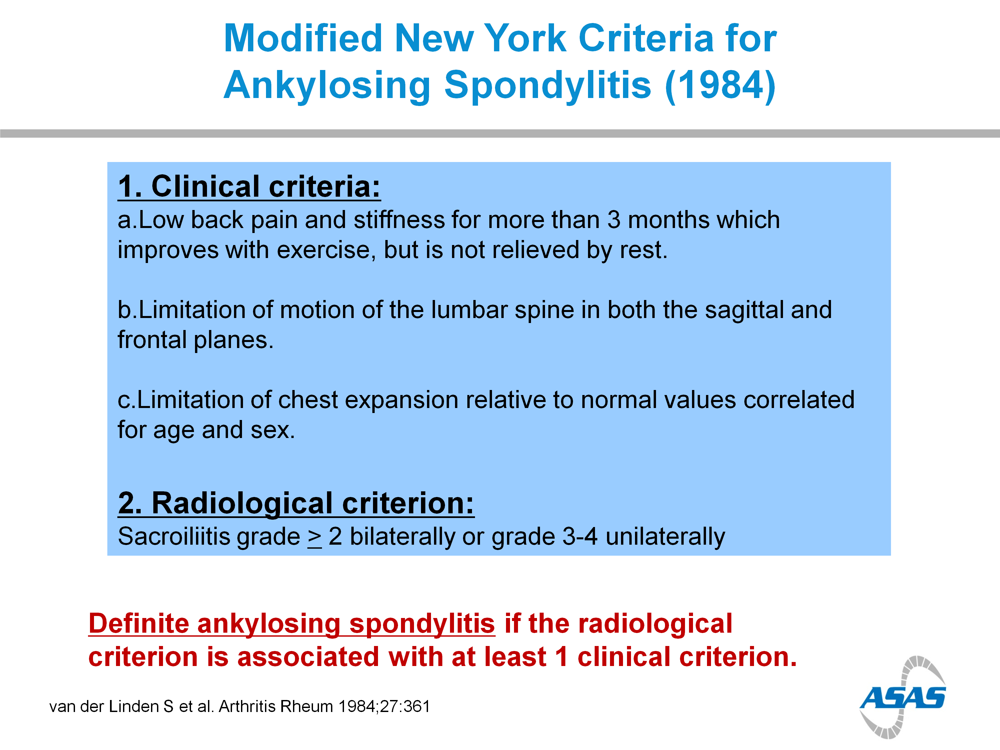 Modified New York Criteria for
Ankylosing Spondylitis (1984)
1. Clinical criteria:
a.Low back pain and stiffness for more than 3 months which
improves with exercise, but is not relieved by rest.
b.Limitation of motion of the lumbar spine in both the sagittal and
frontal planes.
c.Limitation of chest expansion relative to normal values correlated
for age and sex.
2. Radiological criterion:
Sacroiliitis grade ≥ 2 bilaterally or grade 3-4 unilaterally
Definite ankylosing spondylitis if the radiological
criterion is associated with at least 1 clinical criterion.
van der Linden S et al. Arthritis Rheum 1984;27:361
ASAS